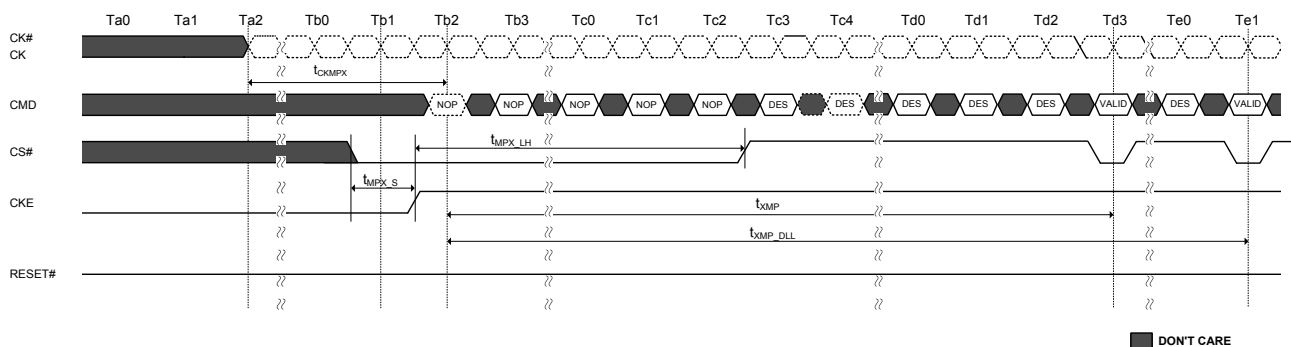 Ta0 Ta1 Ta2 Tb0 Tb1 Tb2 Tb3 Tc0 Tc1 Tc2 Tc3 Tc4 Td0 Td1 Td2 Td3 Te0 Te1
CK#
CK
tCKMPX
CMD NOP NOP NOP NOP NOP DES DES DES DES DES VALID DES VALID
tMPX_LH
CS#
tMPX_S
CKE
tXMP
tXMP_DLL
RESET#
DON'T CARE